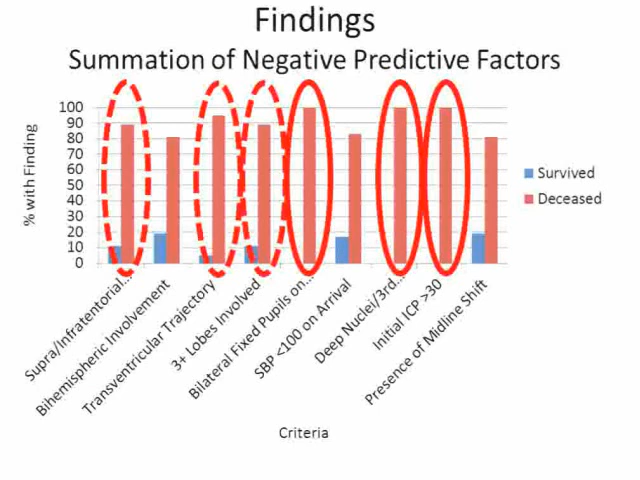 Findings
Summation of Negative Predictive Factors
% with Finding
100
90
80
70
60
50
40
30
20
10
0
Survived
Deceased
Supra/Infratentorial...
Bihemispheric Involvement
Transventricular Trajectory
3+ Lobes Involved
Bilateral Fixed Pupils on...
SBP <100 on Arrival
Deep Nuclei/3rd...
Initial ICP >30
Presence of Midline Shift
Criteria